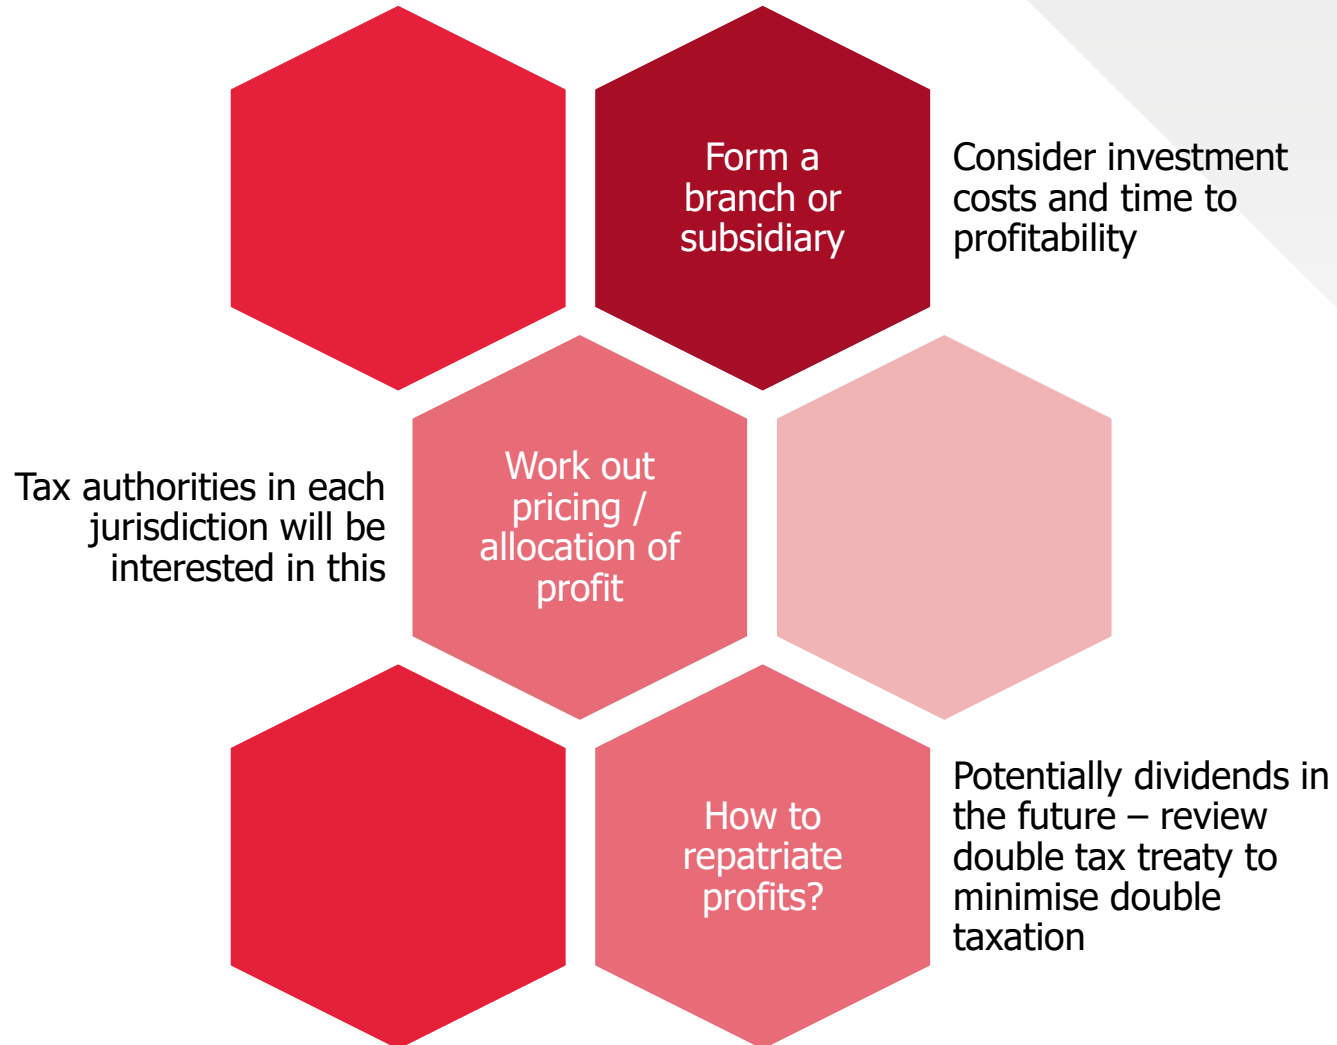 Form a
branch or
subsidiary
Consider investment
costs and time to
profitability
Tax authorities in each
jurisdiction will be
interested in this
Work out
pricing /
allocation of
profit
How to
repatriate
profits?
Potentially dividends in
the future – review
double tax treaty to
minimise double
taxation